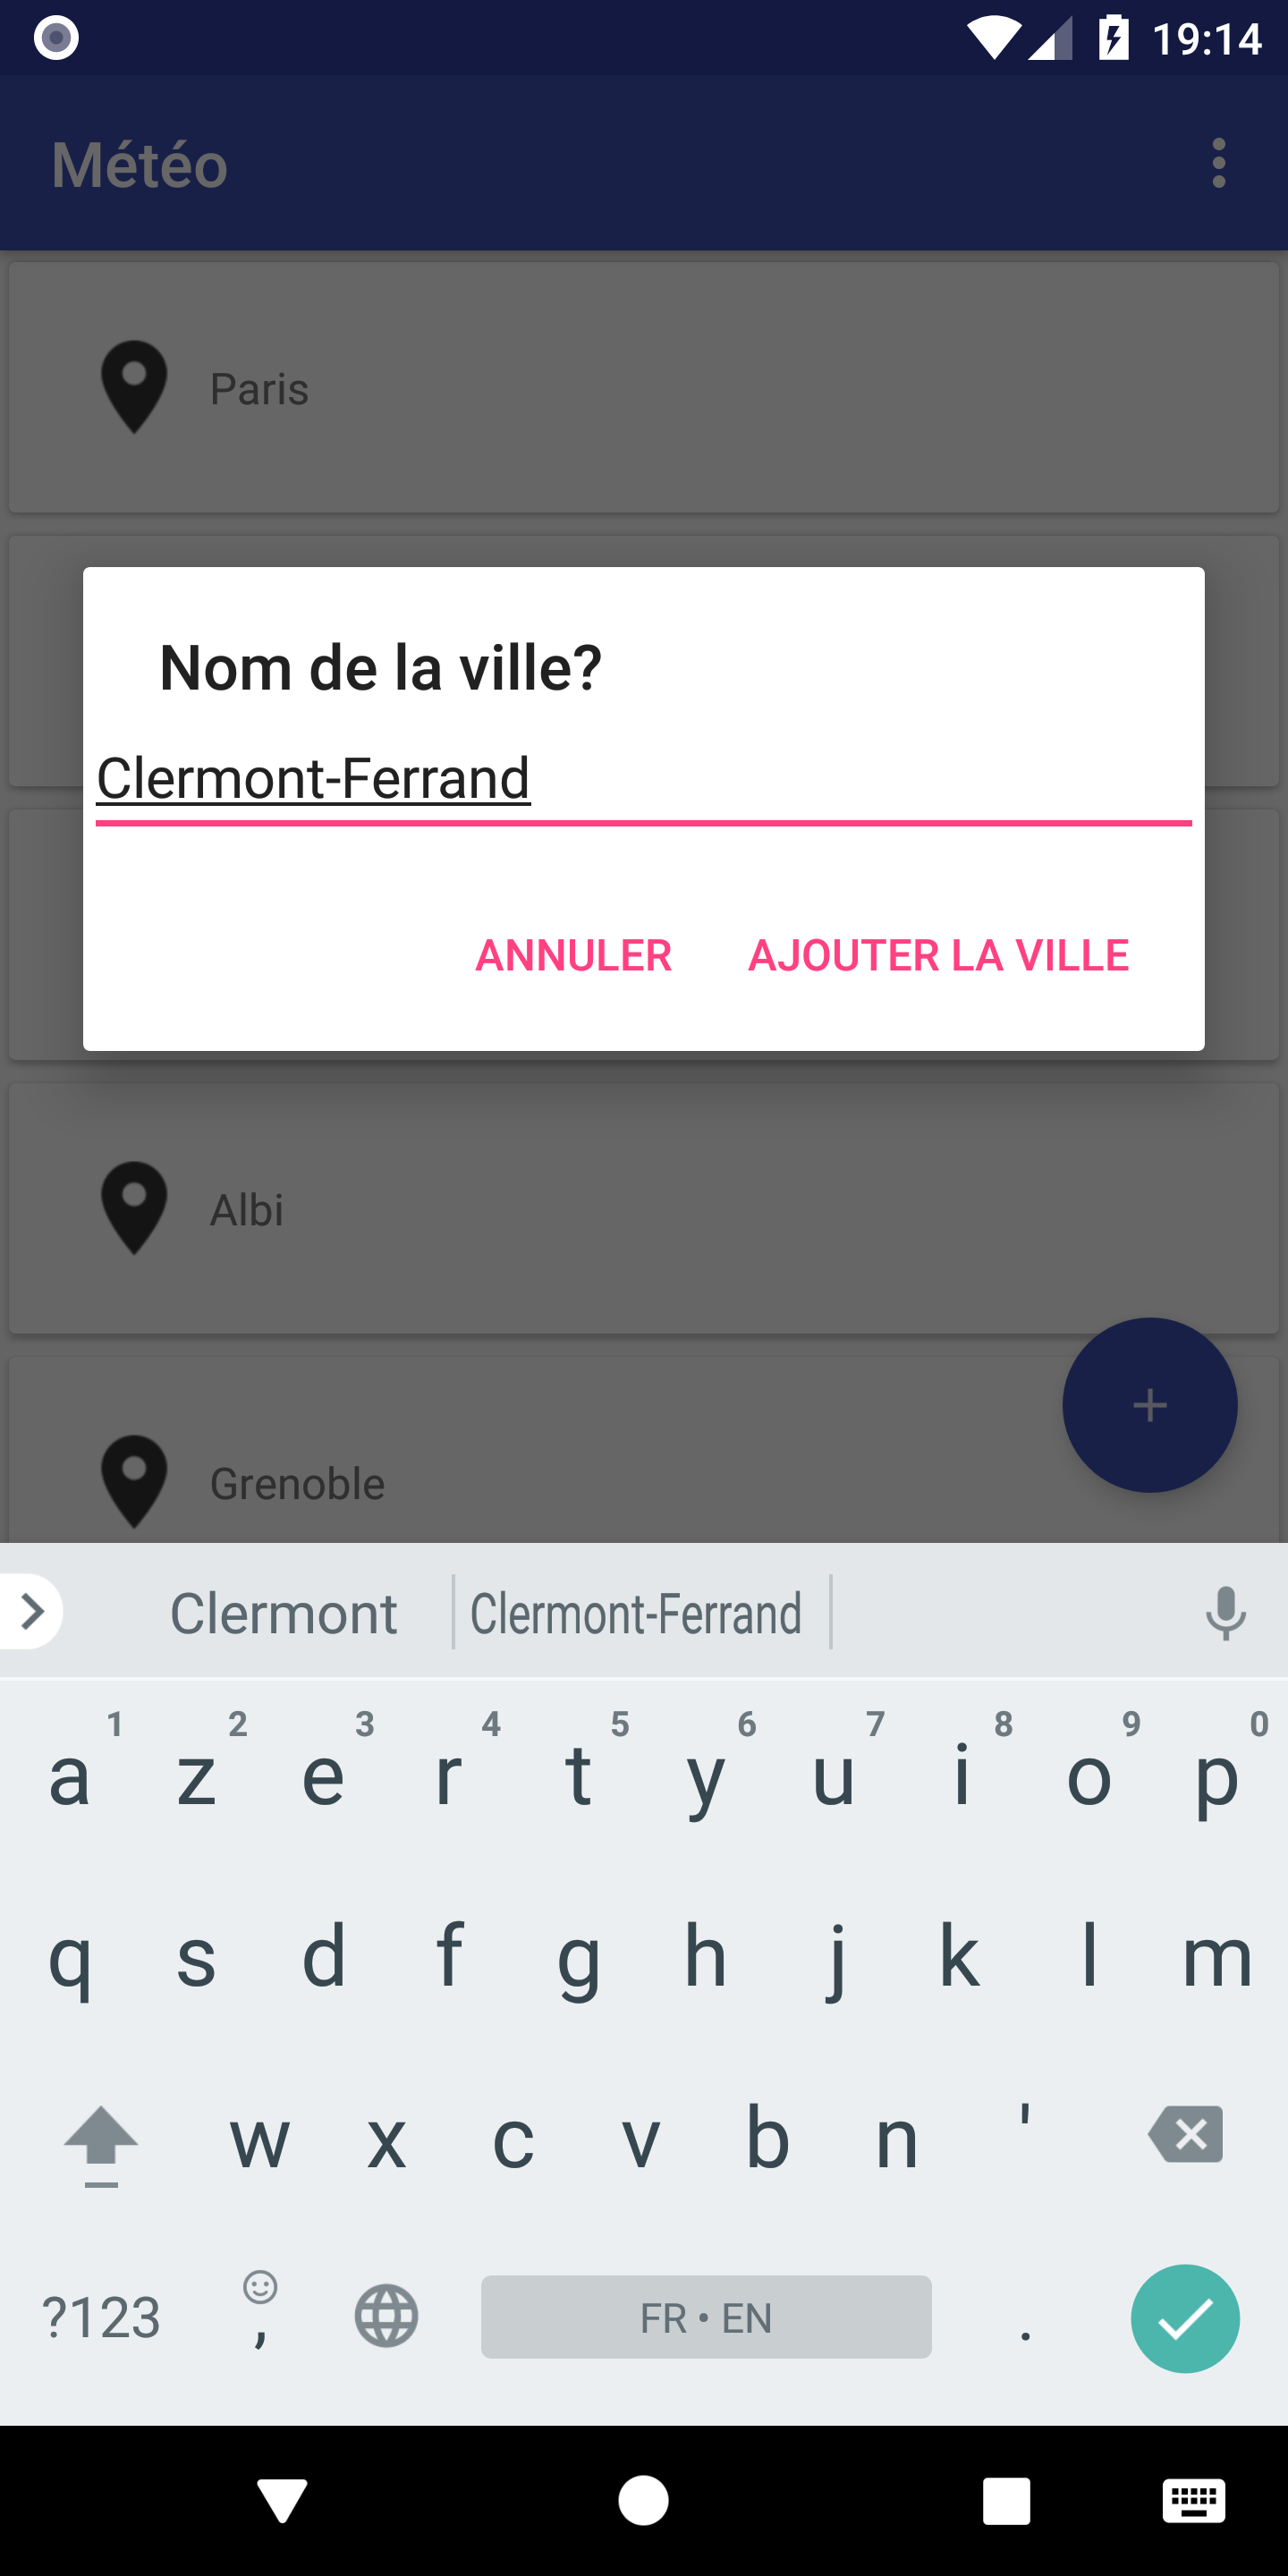 19:14
Météo
Paris
Nom de la ville?
Clermont-Ferrand
ANNULER AJOUTER LA VILLE
Albi
+
Grenoble
Clermont Clermont-Ferrand
1 2 3 4 5 6 7 8 9 0
a z e r t y u i o p
q s d f g h j k l m
w x c v b n '
?123 , FR • EN .